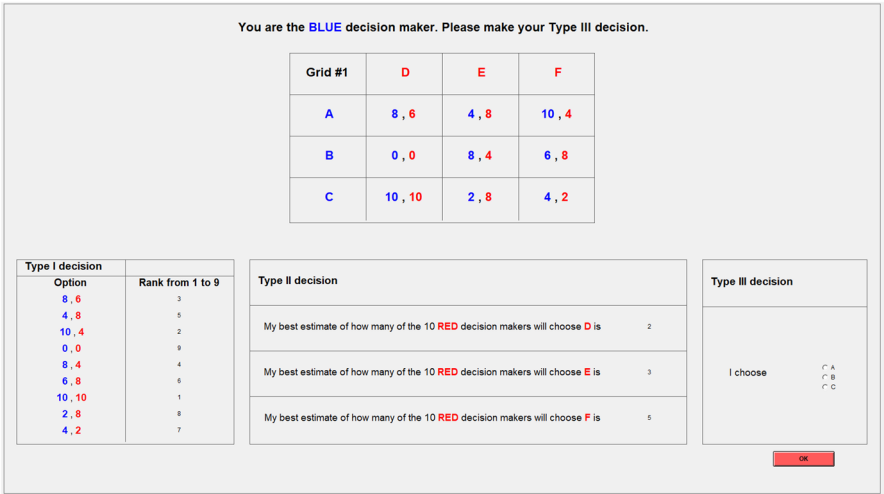 You are the BLUE decision maker. Please make your Type III decision.
Grid #1 D E F
A 8 , 6 4 , 8 10 , 4
B 0 , 0 8 , 4 6 , 8
C 10 , 10 2 , 8 4 , 2
Type I decision
Option Rank from 1 to 9
8 , 6 3
4 , 8 5
10 , 4 2
0 , 0 9
8 , 4 4
6 , 8 6
10 , 10 1
2 , 8 8
4 , 2 7
Type II decision
My best estimate of how many of the 10 RED decision makers will choose D is 2
My best estimate of how many of the 10 RED decision makers will choose E is 3
My best estimate of how many of the 10 RED decision makers will choose F is 5
Type III decision
I choose
A
B
C
OK